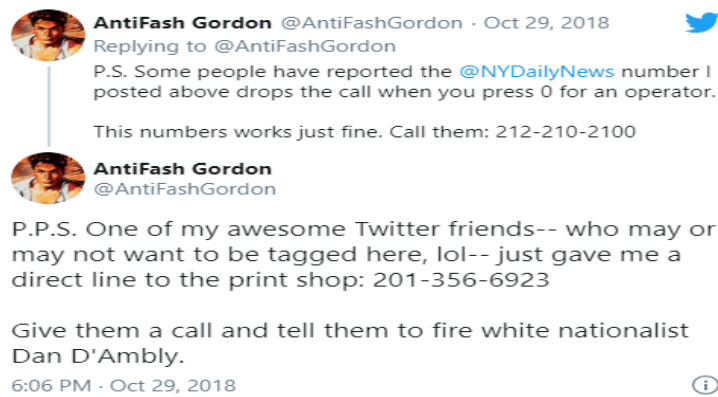 AntiFash Gordon @AntiFashGordon · Oct 29, 2018
Replying to @AntiFashGordon
P.S. Some people have reported the @NYDailyNews number I
posted above drops the call when you press 0 for an operator.
This numbers works just fine. Call them: 212-210-2100
AntiFash Gordon
@AntiFashGordon
P.P.S. One of my awesome Twitter friends-- who may or
may not want to be tagged here, lol-- just gave me a
direct line to the print shop: 201-356-6923
Give them a call and tell them to fire white nationalist
Dan D'Ambly.
6:06 PM · Oct 29, 2018